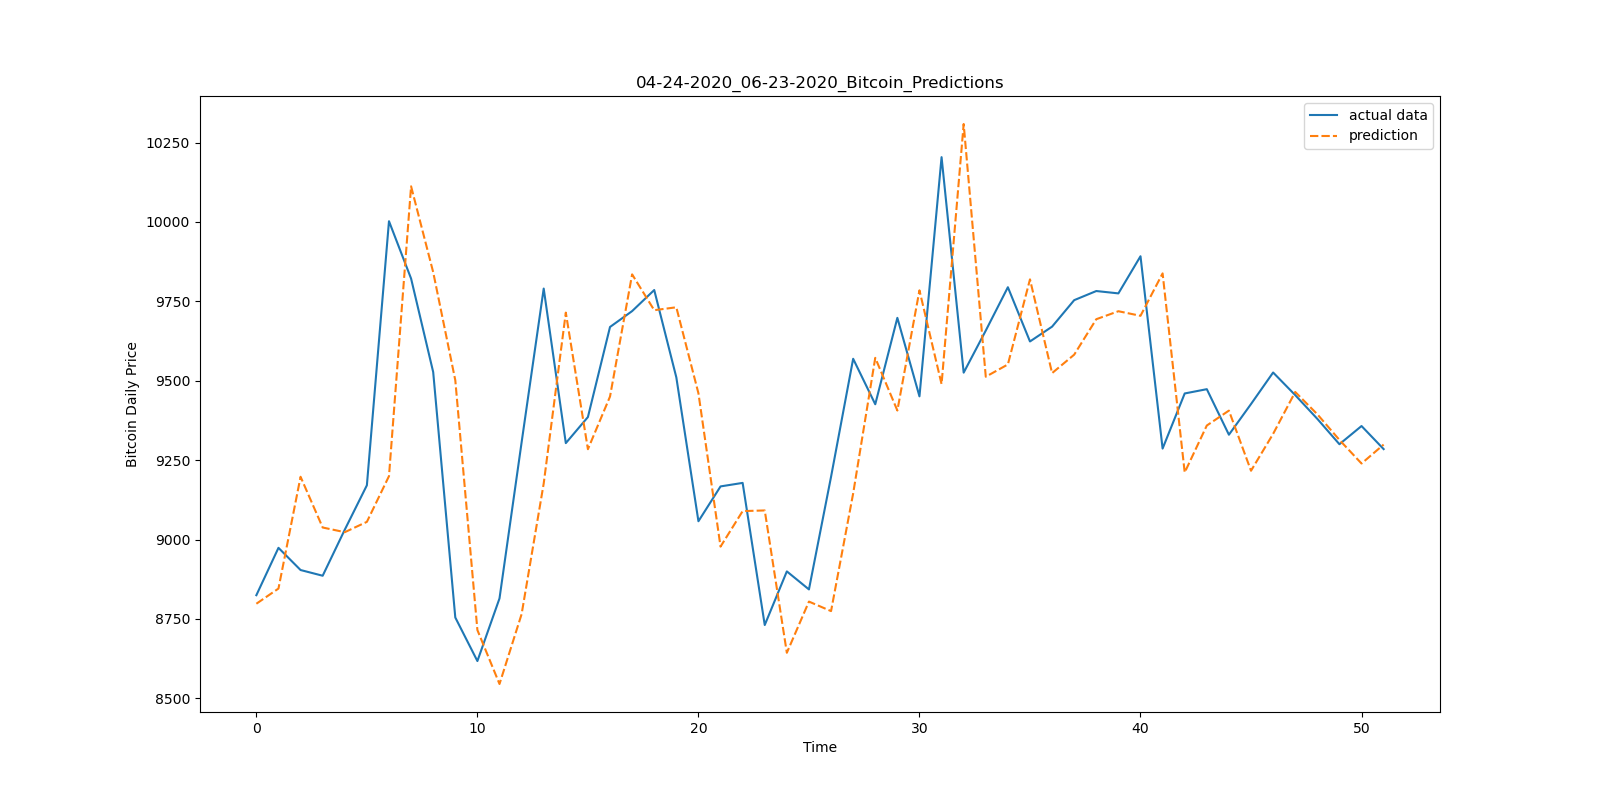 04-24-2020_06-23-2020_Bitcoin_Predictions
actual data
prediction
Bitcoin Daily Price
10250
10000
9750
9500
9250
9000
8750
8500
0 10 20 30 40 50
Time